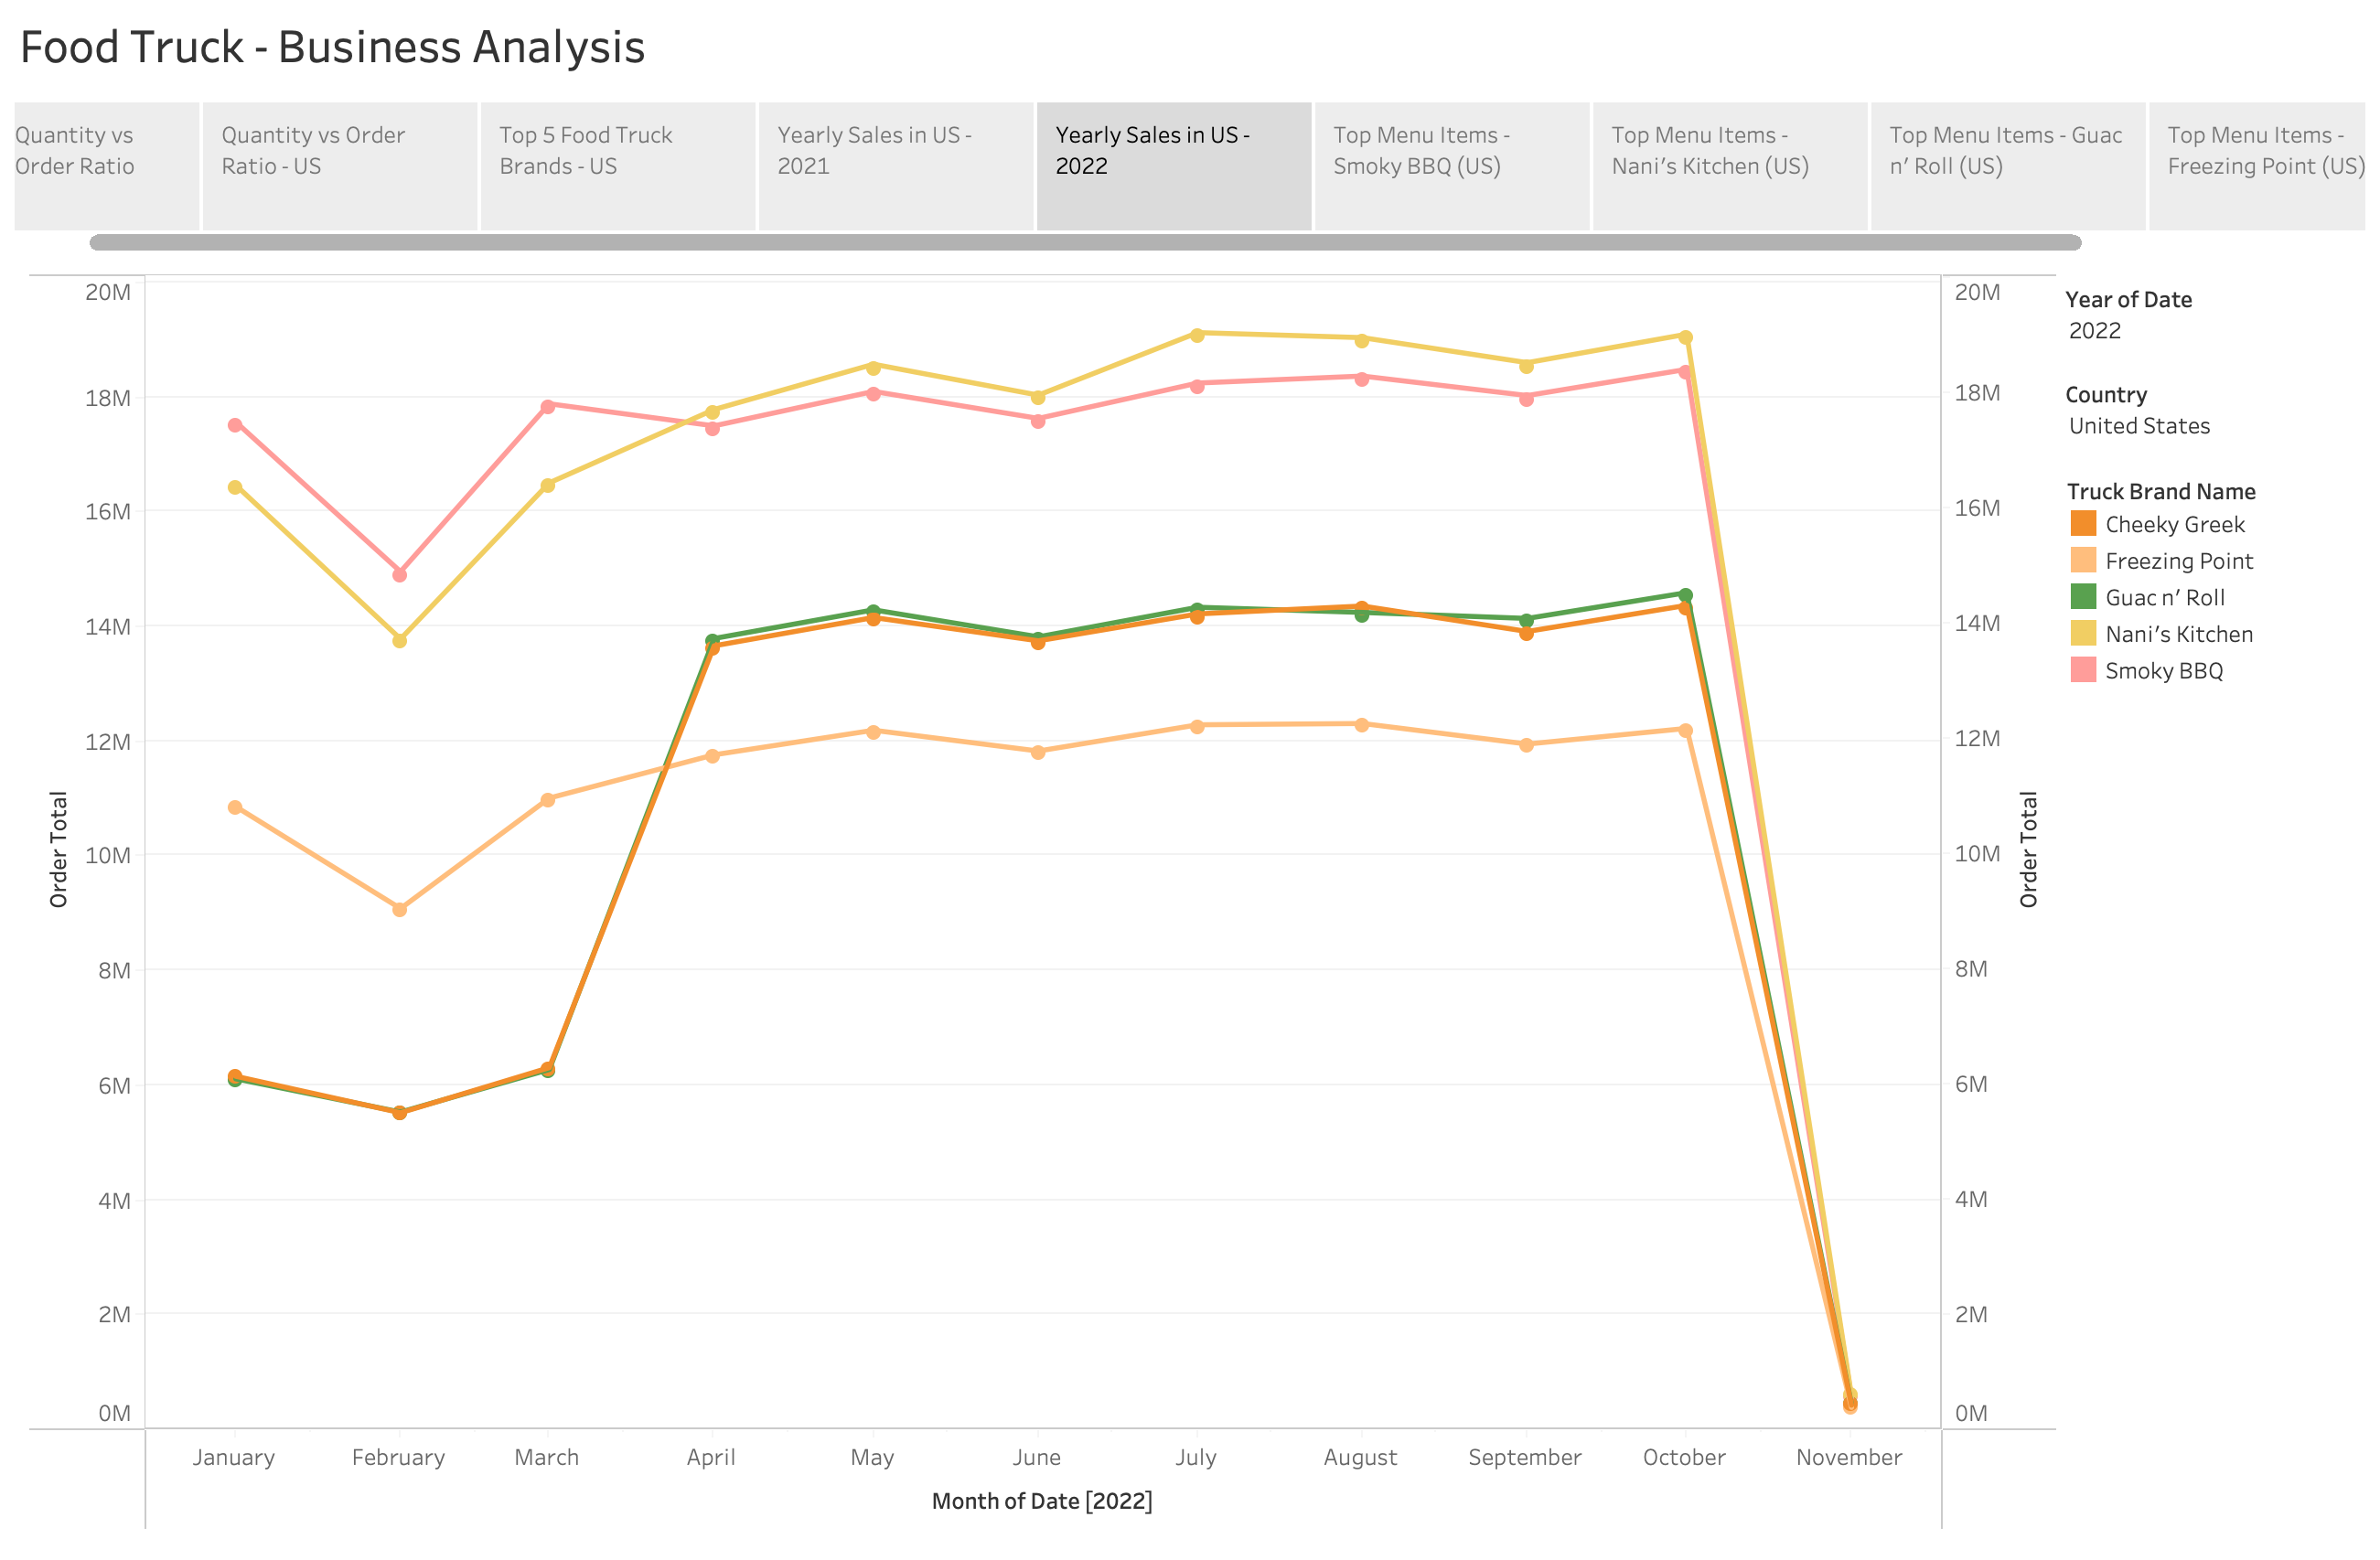 Food Truck - Business Analysis
Quantity vs
Order Ratio
Quantity vs Order
Ratio - US
Top 5 Food Truck
Brands - US
Yearly Sales in US -
2021
Yearly Sales in US -
2022
Top Menu Items -
Smoky BBQ (US)
Top Menu Items -
Nani’s Kitchen (US)
Top Menu Items - Guac
n’ Roll (US)
Top Menu Items -
Freezing Point (US)
20M
18M
16M
14M
12M
10M
8M
6M
4M
2M
0M
Order Total
20M
18M
16M
14M
12M
10M
8M
6M
4M
2M
0M
Order Total
January
February
March
April
May
June
July
August
September
October
November
Month of Date [2022]
Year of Date
2022
Country
United States
Truck Brand Name
Cheeky Greek
Freezing Point
Guac n’ Roll
Nani’s Kitchen
Smoky BBQ